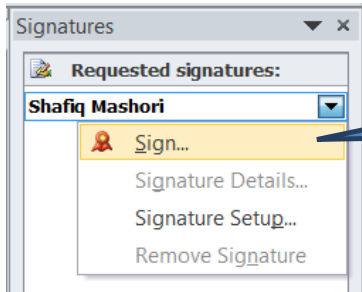 Signatures
Requested signatures:
Shafiq Mashori
Sign...
Signature Details...
Signature Setup...
Remove Signature